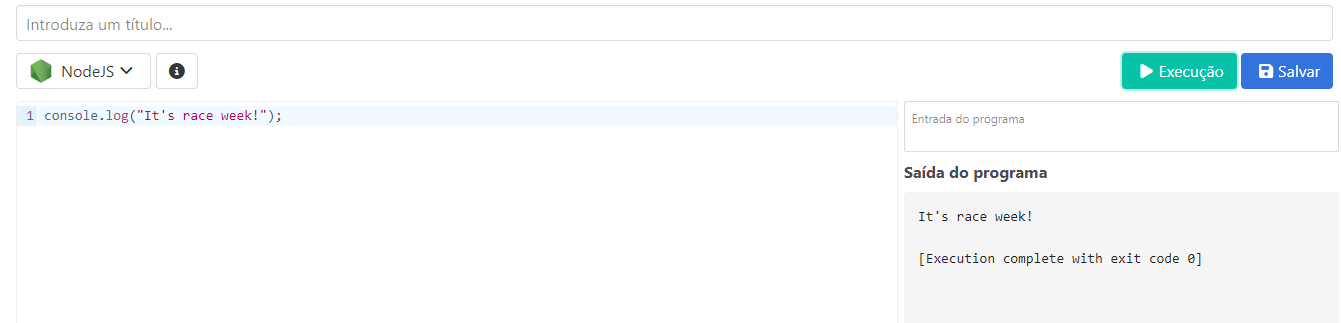 Introduza um título...
NodeJS
Execução
Salvar
1 console.log("It's race week!");
Entrada do programa
Saída do programa
It's race week!
[Execution complete with exit code 0]